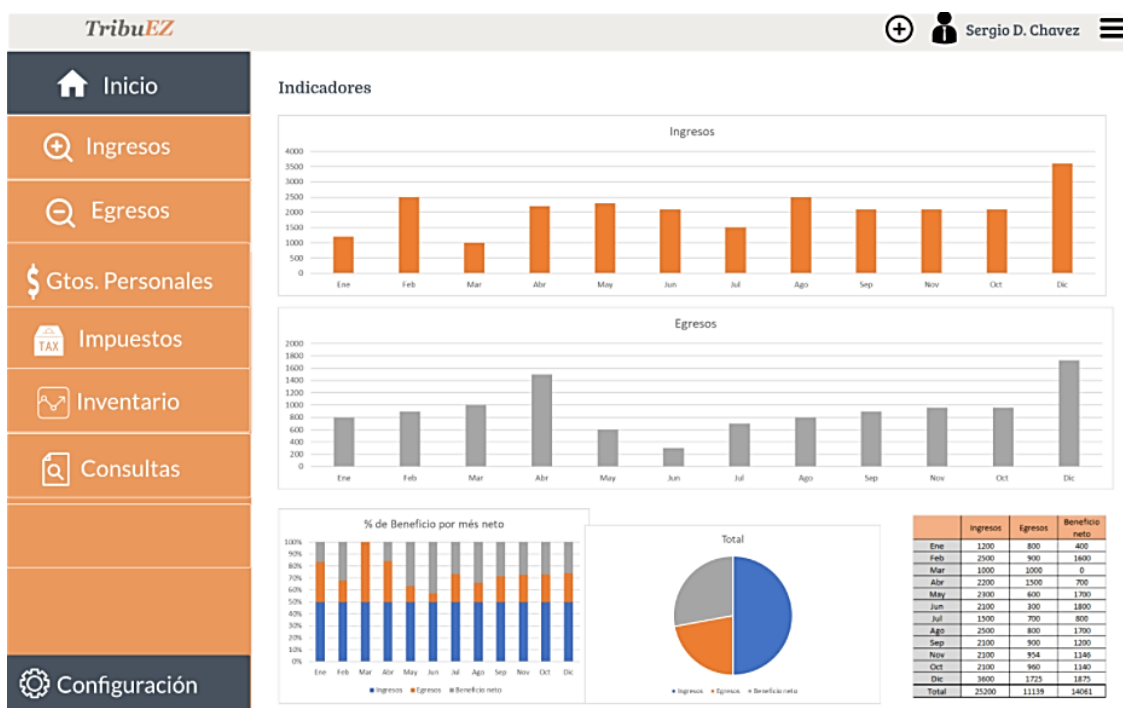 TribuEZ
Sergio D. Chavez
Inicio
Ingresos
Egresos
Gtos. Personales
TAX
Impuestos
Inventario
Consultas
Configuración
Indicadores
Ingresos
4000
3500
3000
2500
2000
1500
1000
500
0
Ene Feb Mar Abr May Jun Jul Ago Sep Nov Oct Dic
Egresos
2000
1800
1600
1400
1200
1000
800
600
400
200
0
Ene Feb Mar Abr May Jun Jul Ago Sep Nov Oct Dic
% de Beneficio por més neto
100%
90%
80%
70%
60%
50%
40%
30%
20%
10%
0%
Ene Feb Mar Abr May Jun Jul Ago Sep Nov Oct Dic
Ingresos Egresos Beneficio neto
Total
Ingresos Egresos Beneficio neto
Ingresos Egresos Beneficio neto
Ene 1200 800 400
Feb 2500 900 1600
Mar 1000 1000 0
Abr 2200 1500 700
May 2300 600 1700
Jun 2100 300 1800
Jul 1500 700 800
Ago 2500 800 1700
Sep 2100 900 1200
Nov 2100 954 1146
Oct 2100 960 1140
Dic 3600 1725 1875
Total 25200 11139 14061